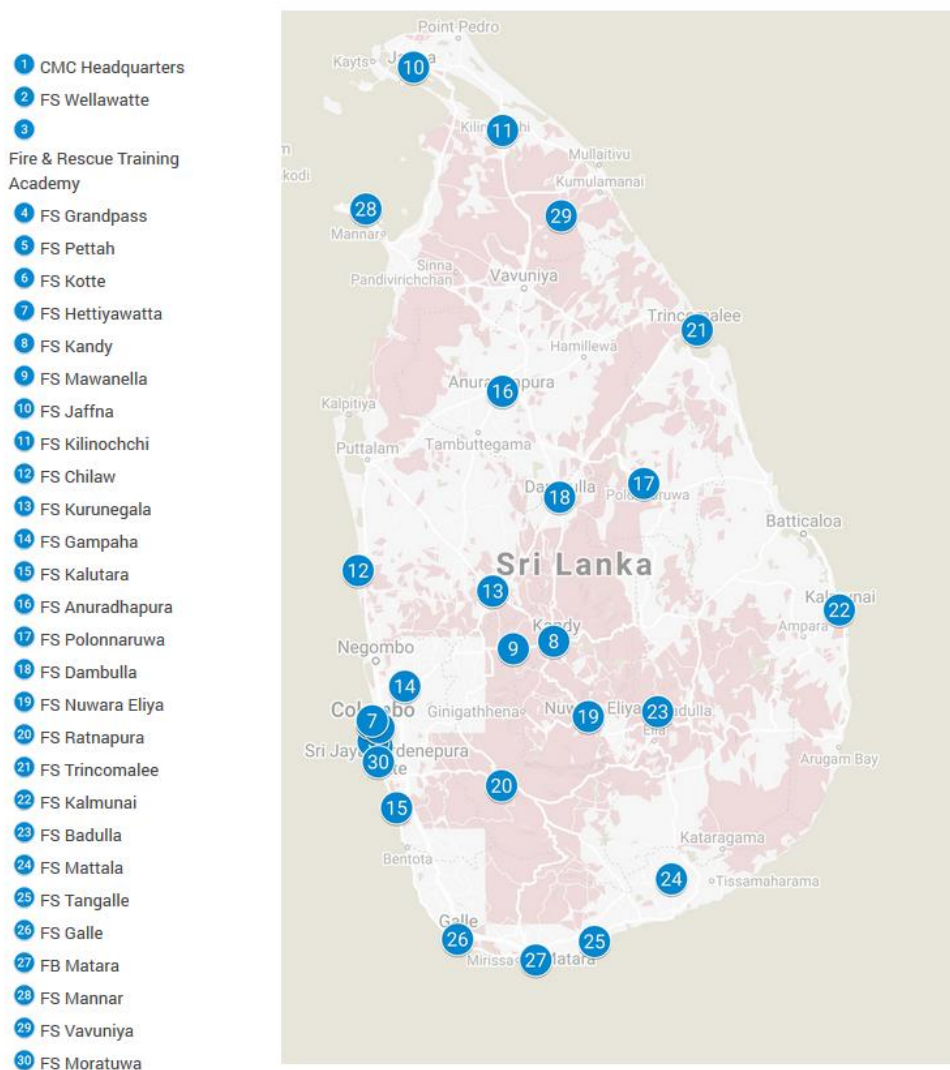 1 CMC Headquarters
2 FS Wellawatte
3
Fire & Rescue Training
Academy
4 FS Grandpass
5 FS Pettah
6 FS Kotte
7 FS Hettiyawatta
8 FS Kandy
9 FS Mawanella
10 FS Jaffna
11 FS Kilinochchi
12 FS Chilaw
13 FS Kurunegala
14 FS Gampaha
15 FS Kalutara
16 FS Anuradhapura
17 FS Polonnaruwa
18 FS Dambulla
19 FS Nuwara Eliya
20 FS Ratnapura
21 FS Trincomalee
22 FS Kalmunai
23 FS Badulla
24 FS Mattala
25 FS Tangalle
26 FS Galle
27 FB Matara
28 FS Mannar
29 FS Vavuniya
30 FS Moratuwa
Point Pedro
Kayts
10
11
Mullaitivu
Kumulamanai
28
29
Mannar
Sinna
Pandivirichchan
Vavuniya
Trincomalee
21
Hamillewa
16
Kalpitiya
Puttalam
Tambuttegama
18
17
Batticaloa
Sri Lanka
12
13
22
Ampara
Kandy
9
8
Negombo
14
7
Ginigathhena
19
Eliya
23
Ella
30
Arugam Bay
20
15
Bentota
Kataragama
24
Tissamaharama
Galle
26
25
Mirissa
27
Matara